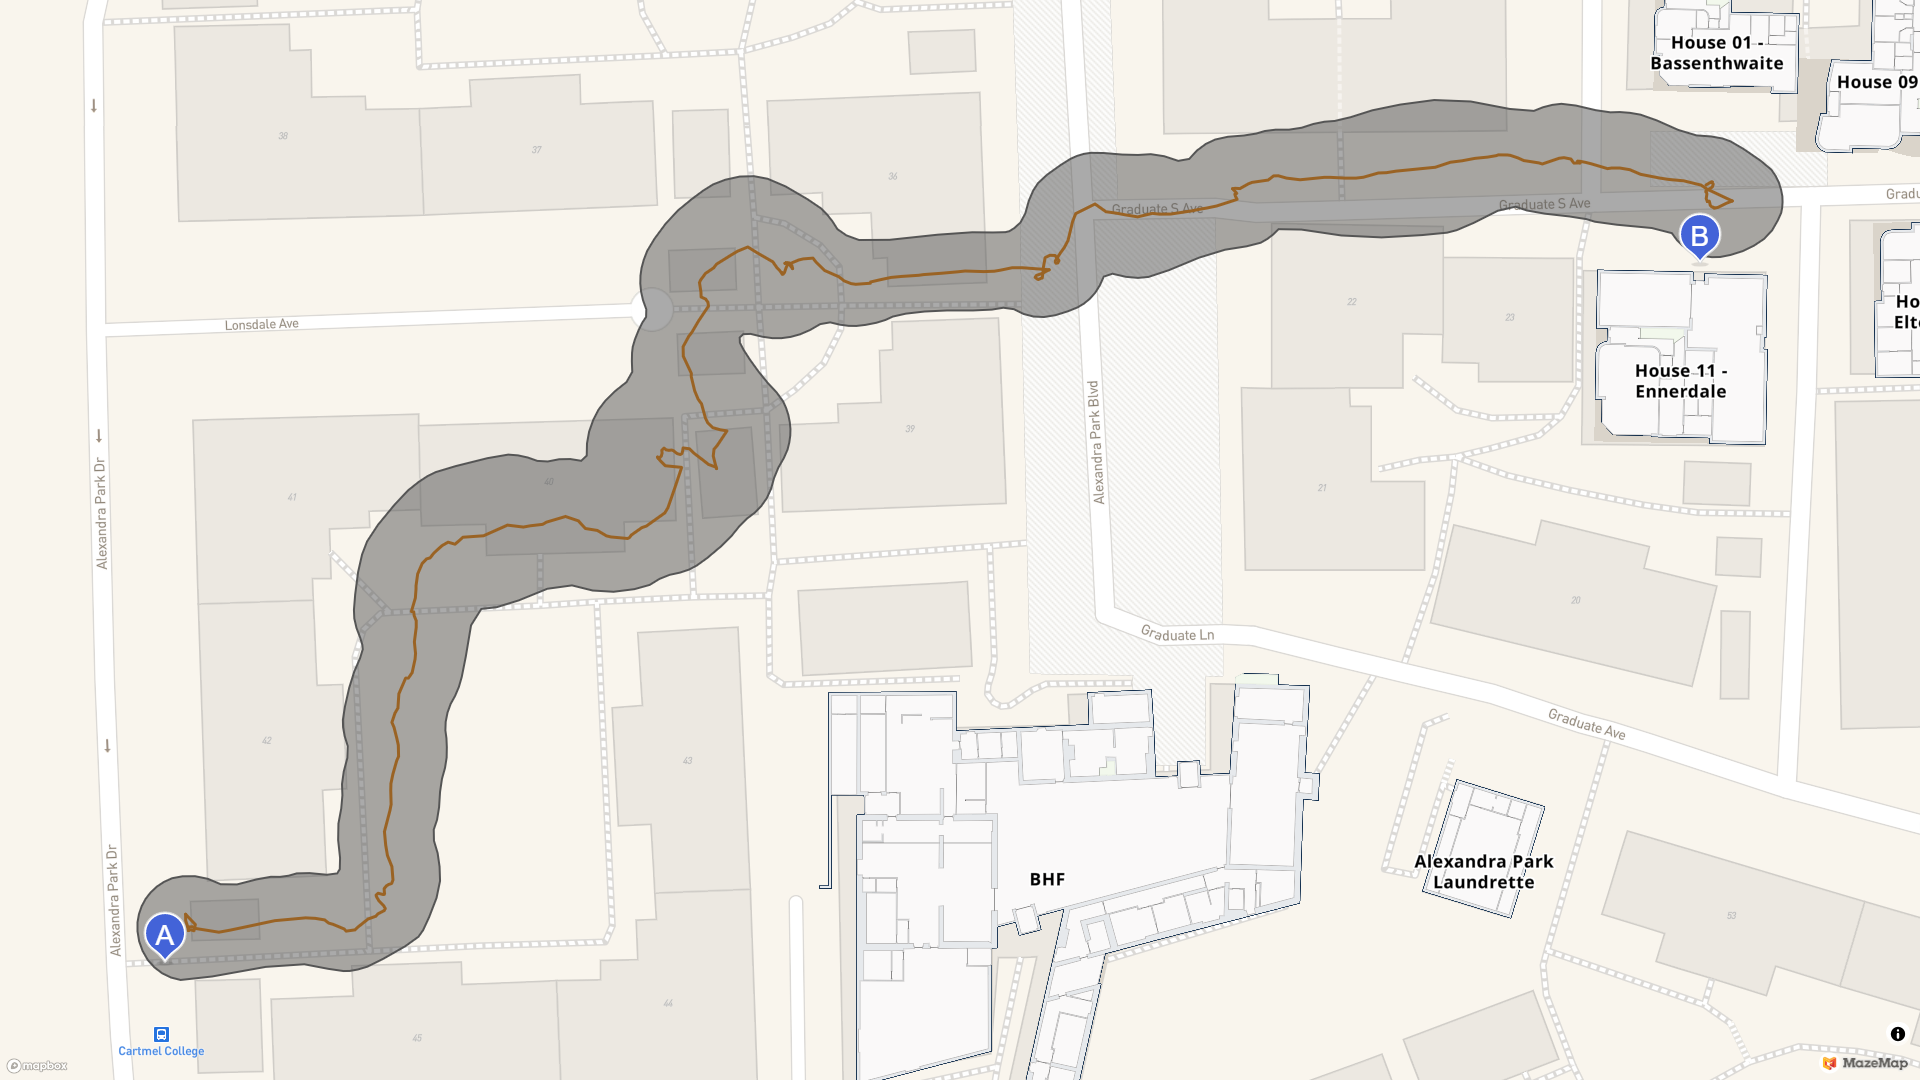 House 01 -
Bassenthwaite
House 09
38
37
36
Graduate S Ave
Graduate S Ave
Gradu
B
22
23
Ho
Elte
Lonsdale Ave
House 11 -
Ennerdale
Alexandra Park Blvd
39
41
40
21
Alexandra Park Dr
20
Graduate Ln
Graduate Ave
42
43
Alexandra Park
Laundrette
BHF
Alexandra Park Dr
A
53
44
45
Cartmel College
mapbox
i
MazeMap